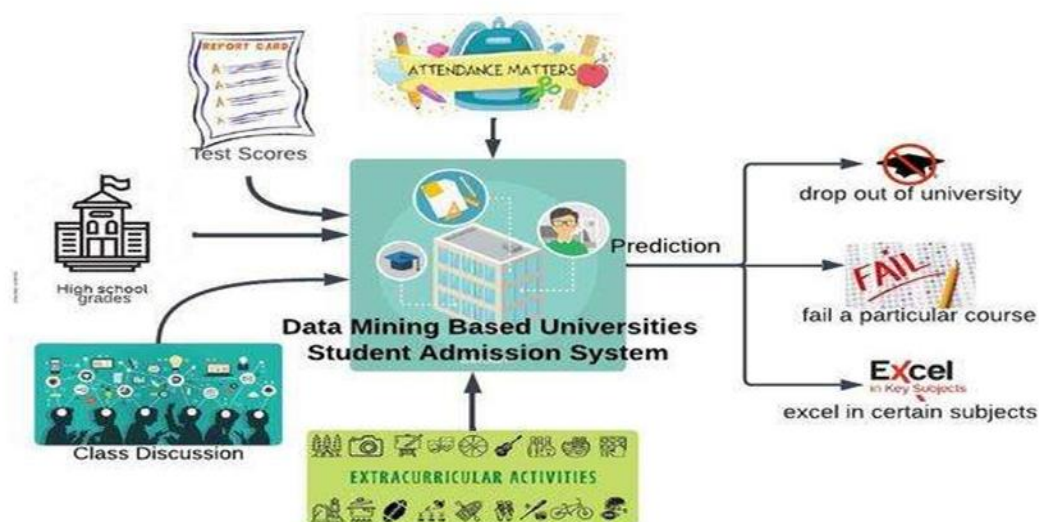 REPORT CARD
A
A
A
A
Test Scores
ATTENDANCE MATTERS
High school
grades
Class Discussion
Data Mining Based Universities
Student Admission System
EXTRACURRICULAR ACTIVITIES
Prediction
drop out of university
FAIL
fail a particular course
Excel
in Key Subjects
excel in certain subjects